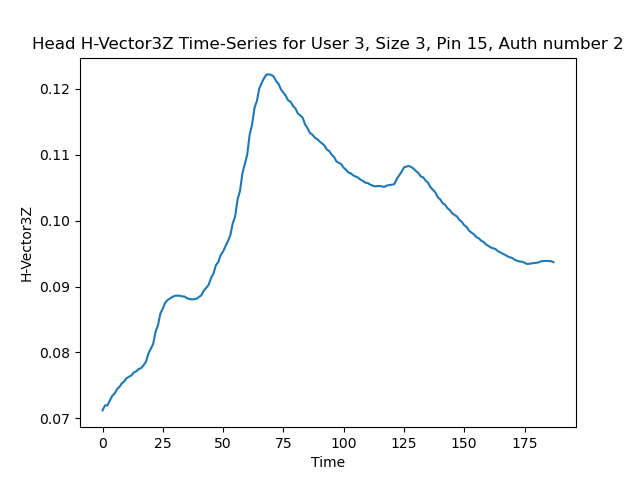 Head H-Vector3Z Time-Series for User 3, Size 3, Pin 15, Auth number 2
0.12
0.11
0.10
0.09
0.08
0.07
H-Vector3Z
0 25 50 75 100 125 150 175
Time